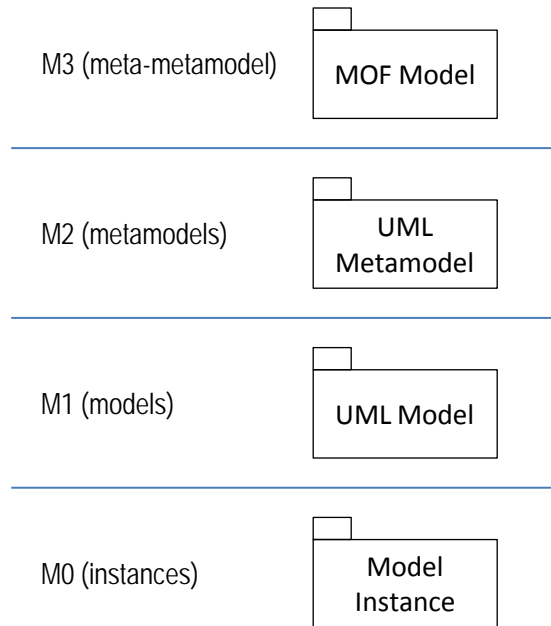 M3 (meta-metamodel)
MOF Model
M2 (metamodels)
UML
Metamodel
M1 (models)
UML Model
M0 (instances)
Model
Instance